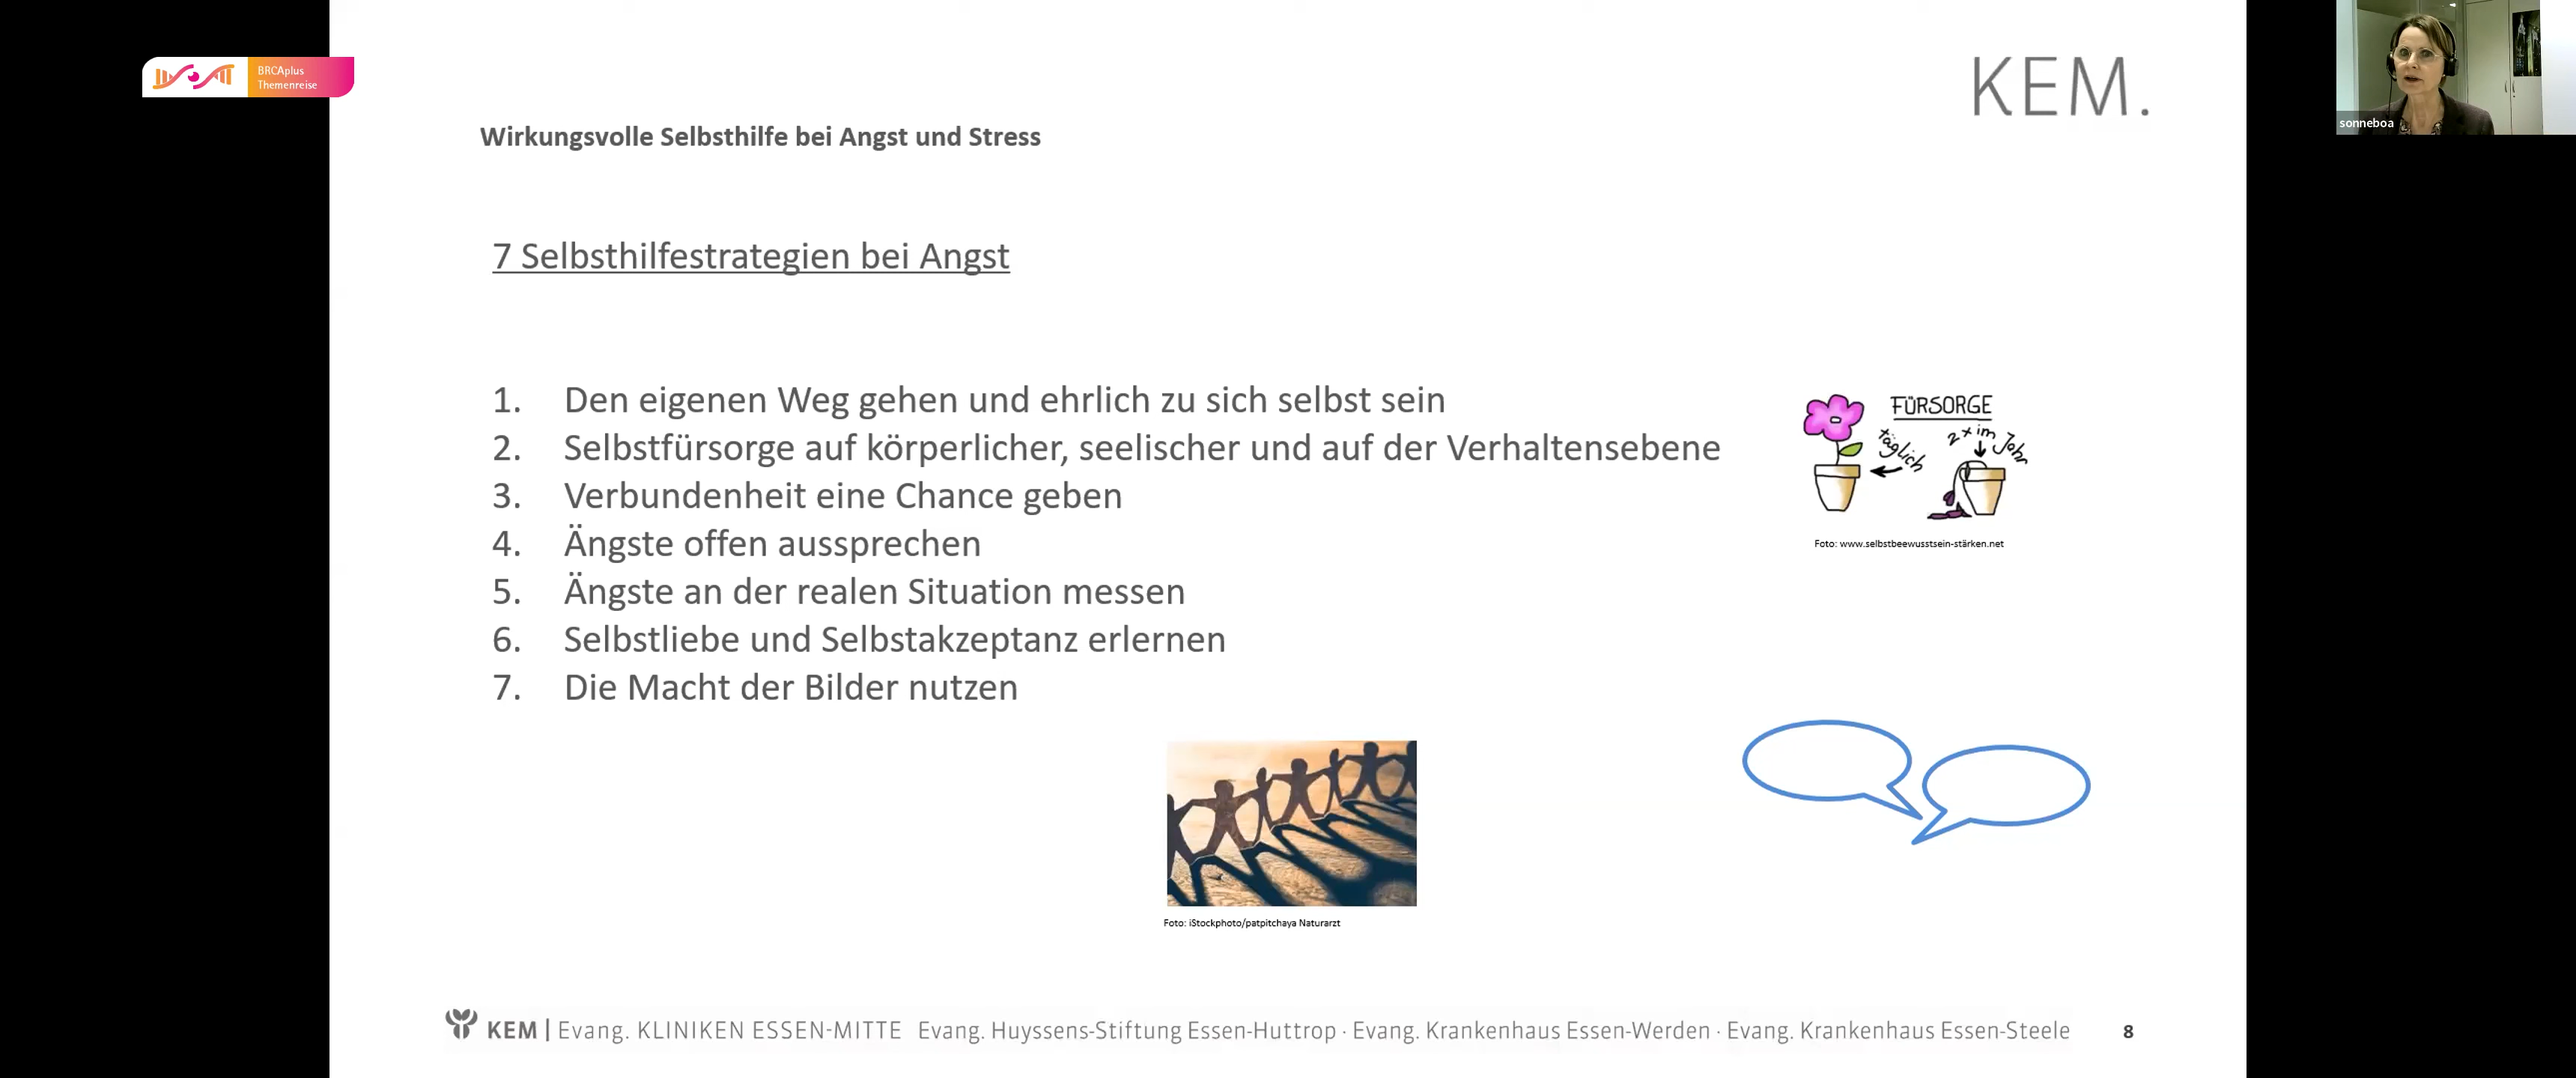 BRCAplus
Themenreise
KEM.
sonneboa
Wirkungsvolle Selbsthilfe bei Angst und Stress
7 Selbsthilfestrategien bei Angst
1. Den eigenen Weg gehen und ehrlich zu sich selbst sein
2. Selbstfürsorge auf körperlicher, seelischer und auf der Verhaltensebene
3. Verbundenheit eine Chance geben
4. Ängste offen aussprechen
5. Ängste an der realen Situation messen
6. Selbstliebe und Selbstakzeptanz erlernen
7. Die Macht der Bilder nutzen
FÜRSORGE
täglich
2x im Jahr
Foto: www.selbstbeewusstsein-stärken.net
Foto: iStockphoto/patpitchaya Naturarzt
KEM | Evang. KLINIKEN ESSEN-MITTE Evang. Huyssens-Stiftung Essen-Huttrop · Evang. Krankenhaus Essen-Werden · Evang. Krankenhaus Essen-Steele 8